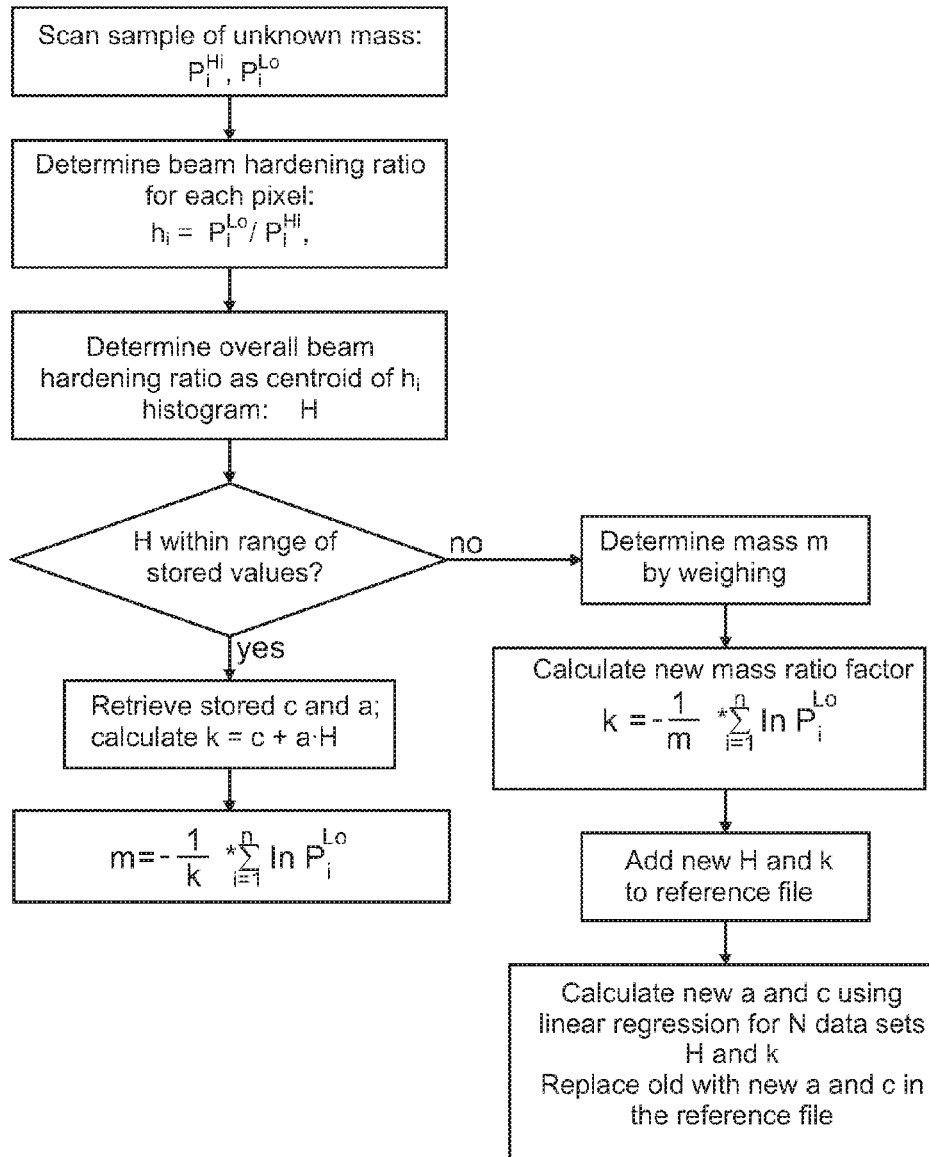 Scan sample of unknown mass:
P_i^Hi, P_i^Lo
Determine beam hardening ratio
for each pixel:
h_i = P_i^Lo / P_i^Hi,
Determine overall beam
hardening ratio as centroid of h_i
histogram: H
H within range of
stored values?
no
yes
Retrieve stored c and a;
calculate k = c + a·H
m=-1/k *∑_{i=1}^n ln P_i^Lo
Determine mass m
by weighing
Calculate new mass ratio factor
k =-1/m *∑_{i=1}^n ln P_i^Lo
Add new H and k
to reference file
Calculate new a and c using
linear regression for N data sets
H and k
Replace old with new a and c in
the reference file